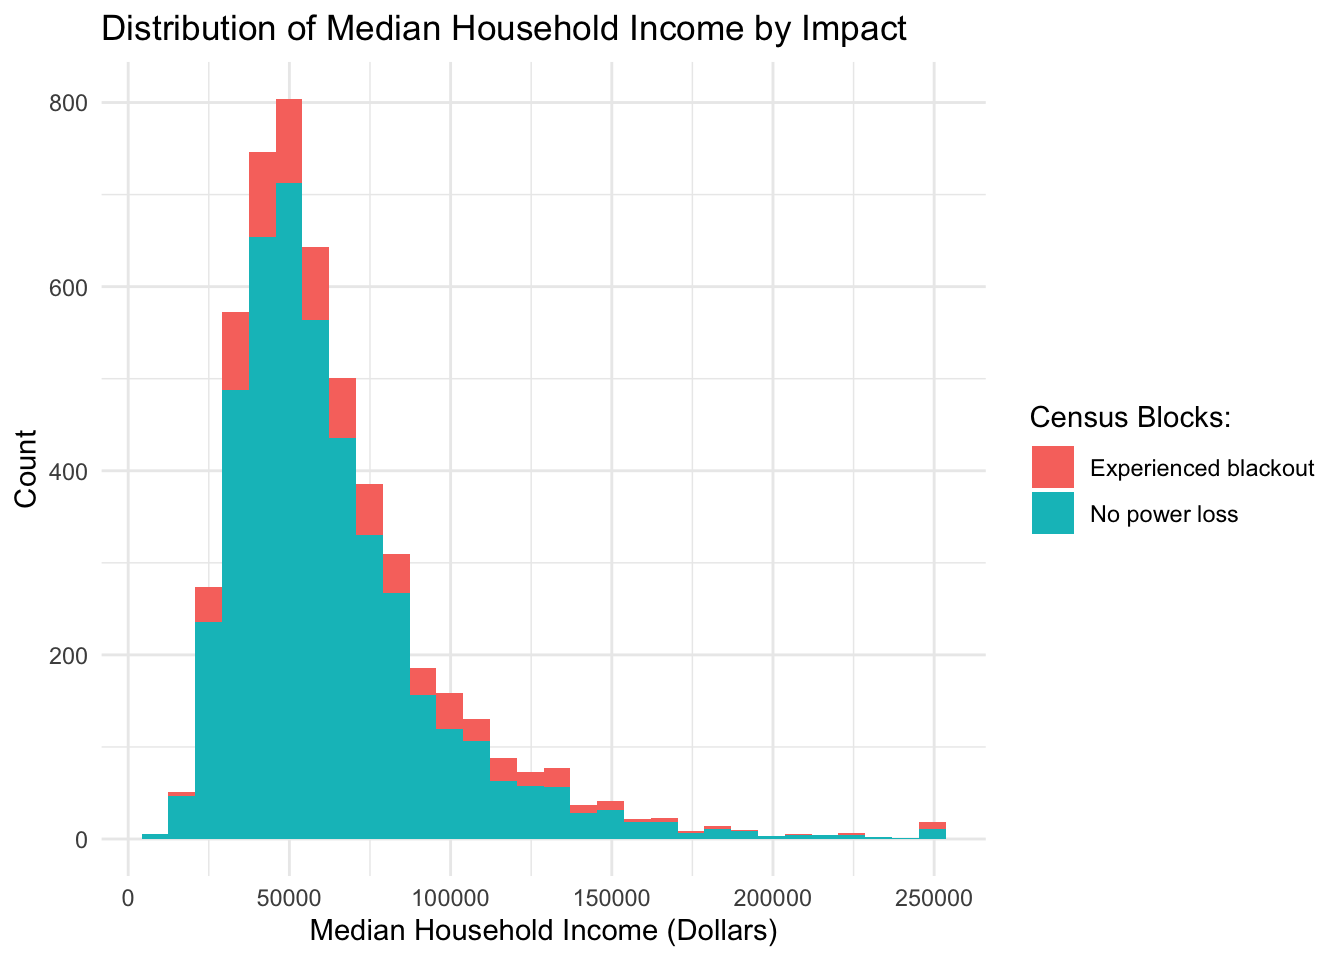 Distribution of Median Household Income by Impact
800
600
400
200
0
Count
0 50000 100000 150000 200000 250000
Median Household Income (Dollars)
Census Blocks:
Experienced blackout
No power loss